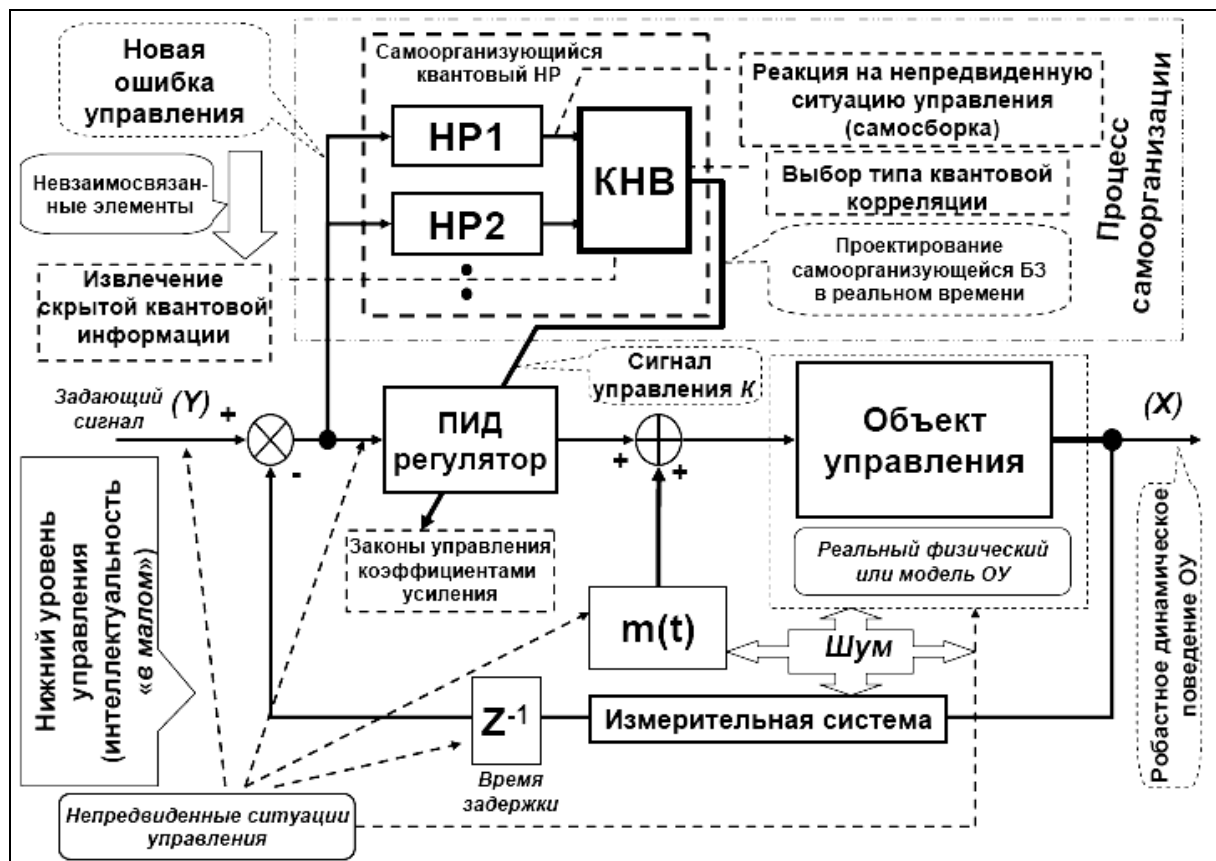 Новая
ошибка
управления
Невзаимосвязан-
ные элементы
Извлечение
скрытой квантовой
информации
Самоорганизующийся
квантовый НР
НР1
НР2
КНВ
Реакция на непредвиденную
ситуацию управления
(самосборка)
Выбор типа квантовой
корреляции
Проектирование
самоорганизующейся БЗ
в реальном времени
Процесс
самоорганизации
Задающий
сигнал
(Y)
+
-
ПИД
регулятор
Сигнал
управления К
+
+
Объект
управления
(X)
Реальный физический
или модель ОУ
Законы управления
коэффициентами
усиления
m(t)
Шум
Нижний уровень
управления
(интеллектуальность
«в малом»)
Робастное динамическое
поведение ОУ
Z-1
Измерительная система
Время
задержки
Непредвиденные ситуации
управления